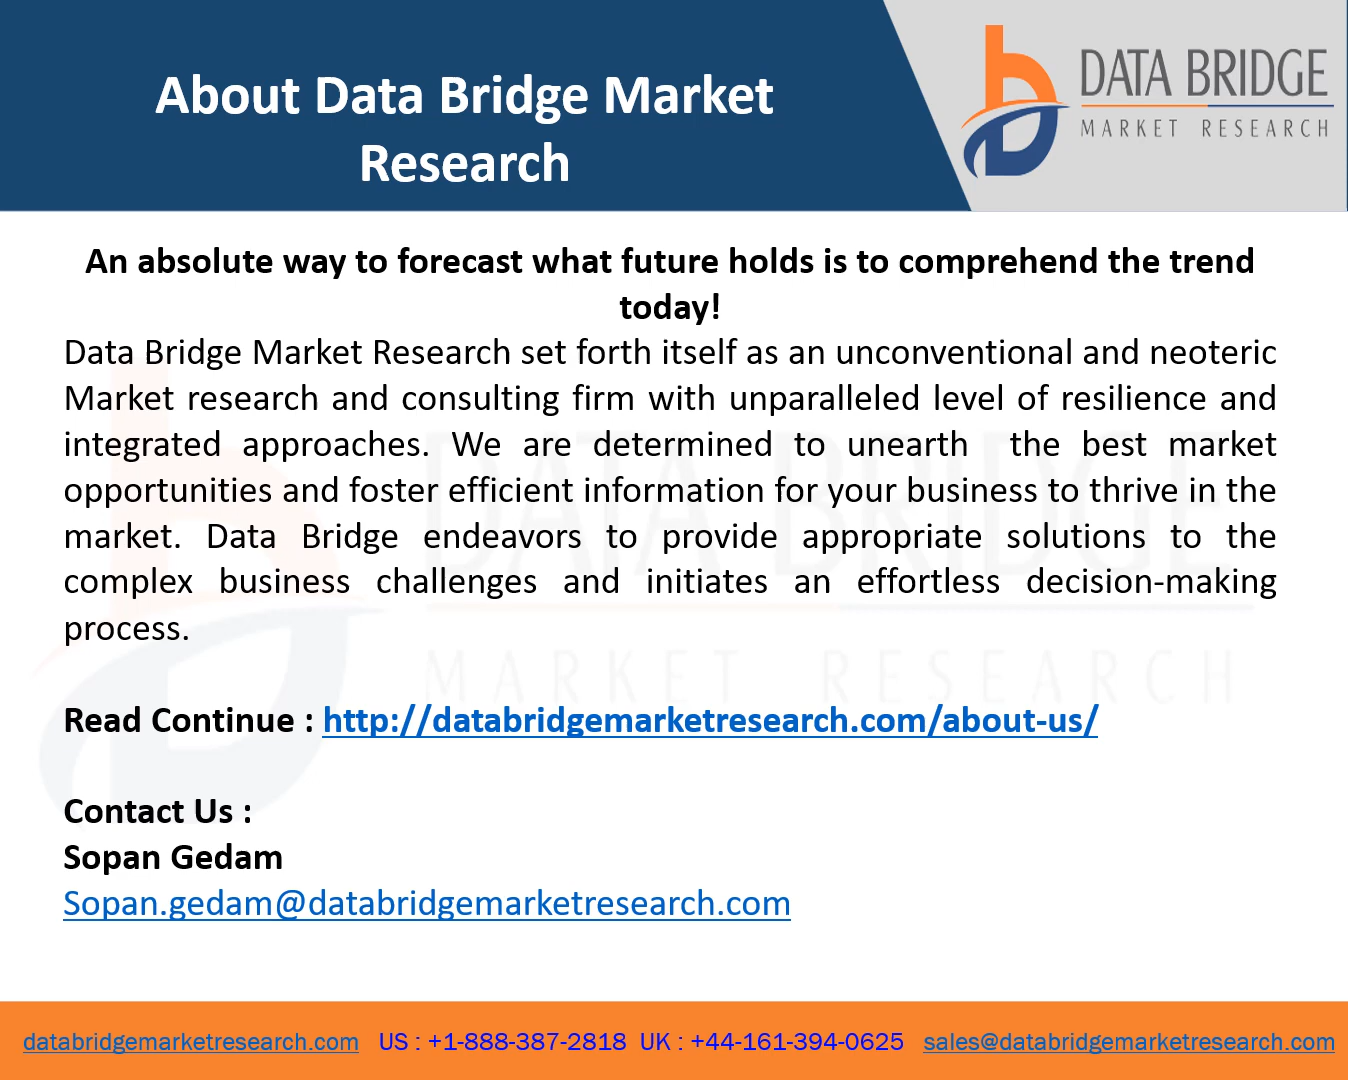 About Data Bridge Market
Research
DATA BRIDGE
MARKET RESEARCH
An absolute way to forecast what future holds is to comprehend the trend
today!
Data Bridge Market Research set forth itself as an unconventional and neoteric
Market research and consulting firm with unparalleled level of resilience and
integrated approaches. We are determined to unearth the best market
opportunities and foster efficient information for your business to thrive in the
market. Data Bridge endeavors to provide appropriate solutions to the
complex business challenges and initiates an effortless decision-making
process.
DATA BRIDGE
MARKET RESEARCH
Read Continue : http://databridgemarketresearch.com/about-us/
Contact Us :
Sopan Gedam
Sopan.gedam@databridgemarketresearch.com
databridgemarketresearch.com US : +1-888-387-2818 UK : +44-161-394-0625 sales@databridgemarketresearch.com